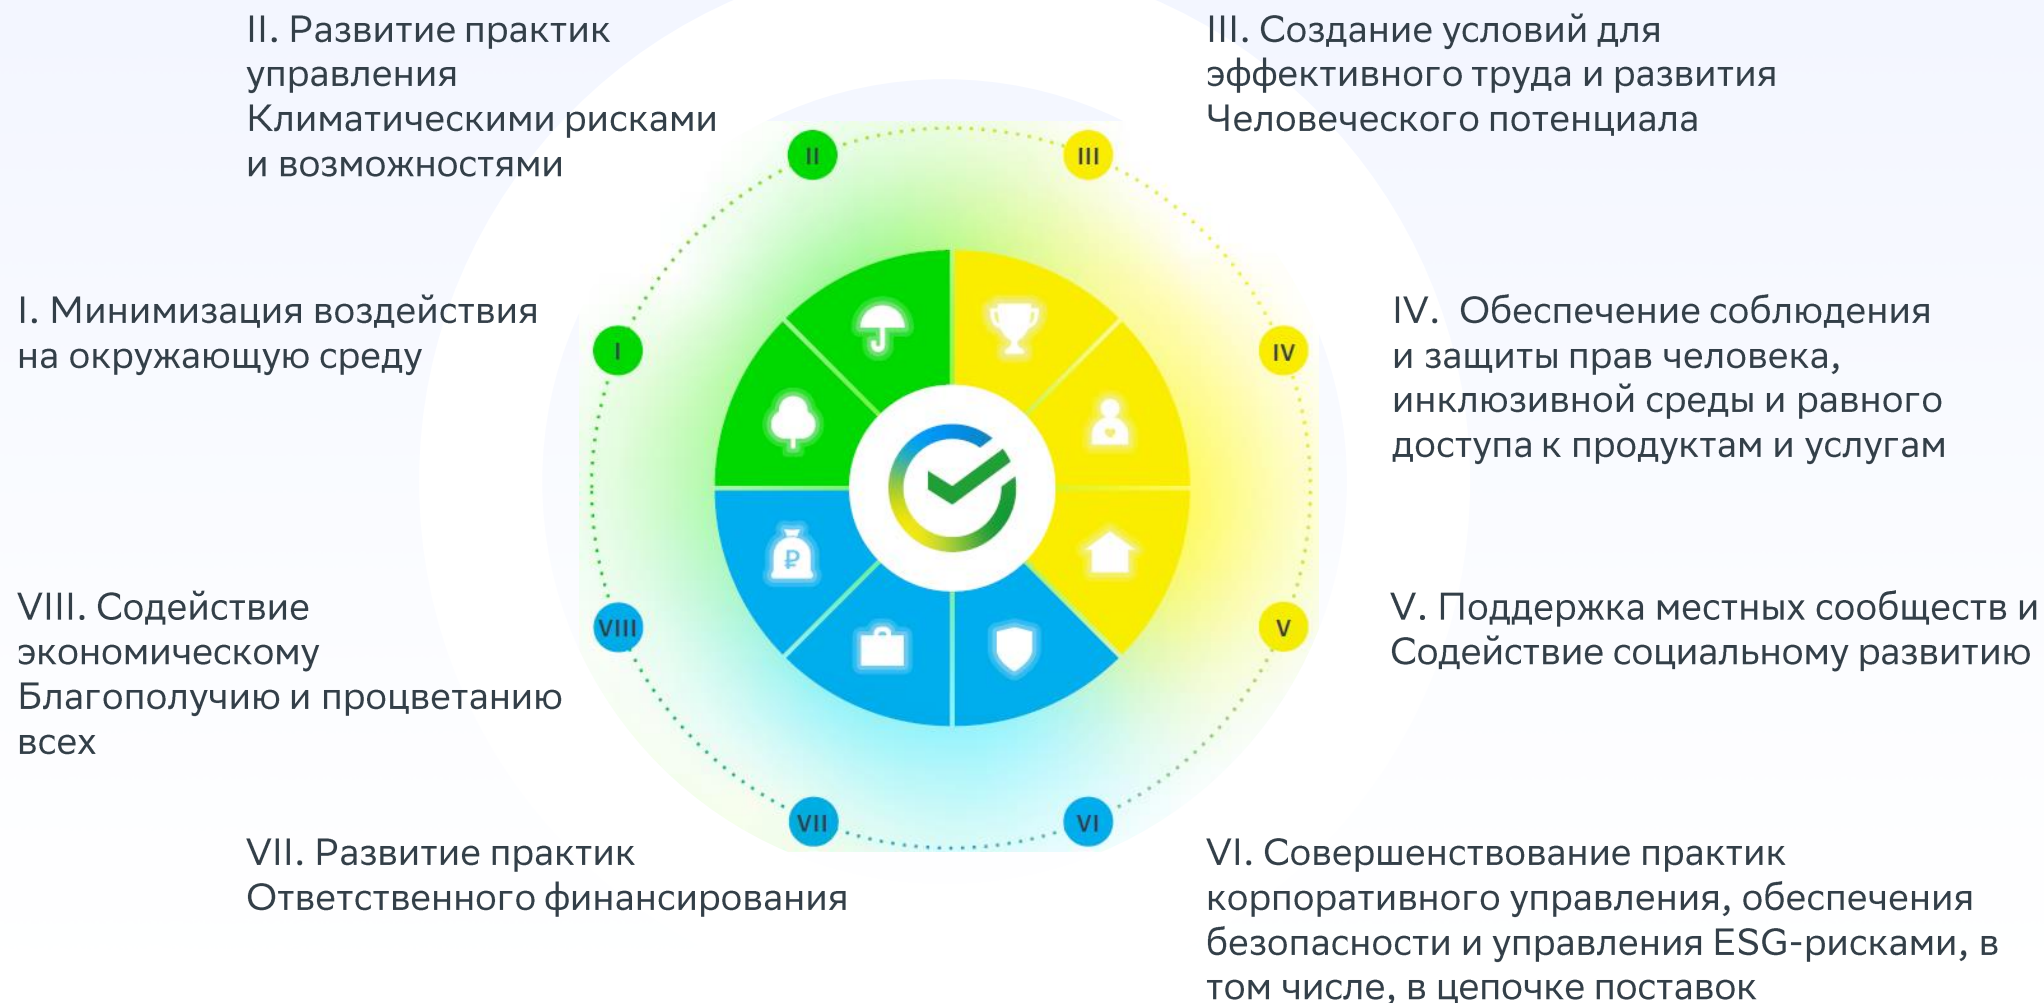 II. Развитие практик
управления
Климатическими рисками
и возможностями
III. Создание условий для
эффективного труда и развития
Человеческого потенциала
II
III
I. Минимизация воздействия
на окружающую среду
I
IV
IV. Обеспечение соблюдения
и защиты прав человека,
инклюзивной среды и равного
доступа к продуктам и услугам
₽
VIII. Содействие
экономическому
Благополучию и процветанию
всех
VIII
V
V. Поддержка местных сообществ и
Содействие социальному развитию
VII
VI
VII. Развитие практик
Ответственного финансирования
VI. Совершенствование практик
корпоративного управления, обеспечения
безопасности и управления ESG-рисками, в
том числе, в цепочке поставок